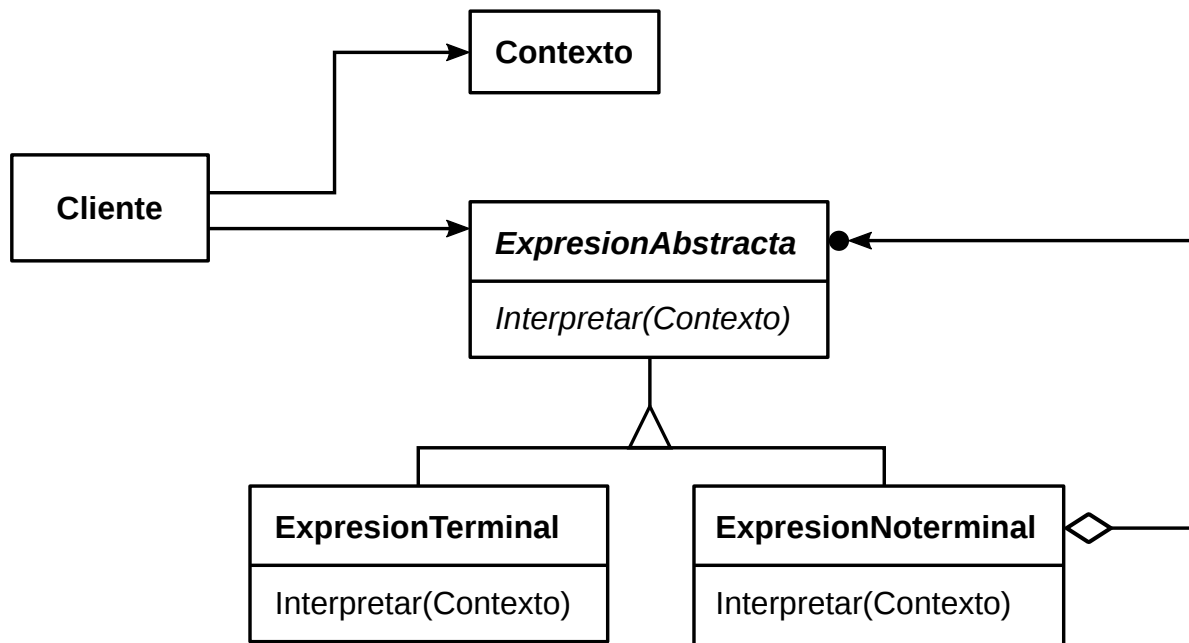 Contexto
Cliente
ExpresionAbstracta
Interpretar(Contexto)
ExpresionTerminal
Interpretar(Contexto)
ExpresionNoterminal
Interpretar(Contexto)